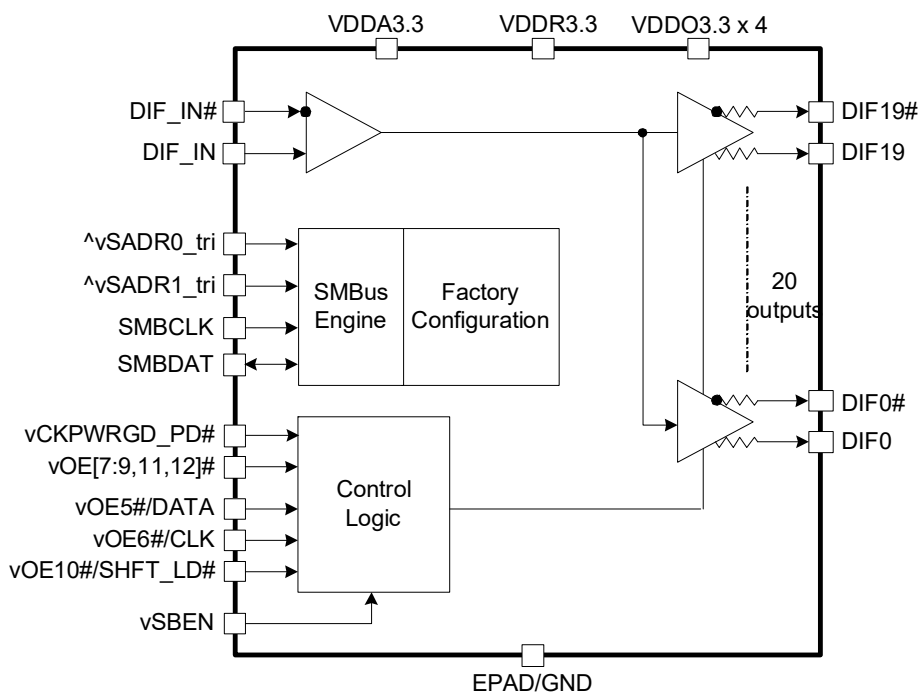 VDDA3.3
VDDR3.3
VDDO3.3 x 4
DIF_IN#
DIF_IN
DIF19#
DIF19
^vSADR0_tri
^vSADR1_tri
SMBCLK
SMBDAT
SMBus
Engine
Factory
Configuration
20
outputs
DIF0#
DIF0
vCKPWRGD_PD#
vOE[7:9,11,12]#
vOE5#/DATA
vOE6#/CLK
vOE10#/SHFT_LD#
vSBEN
Control
Logic
EPAD/GND